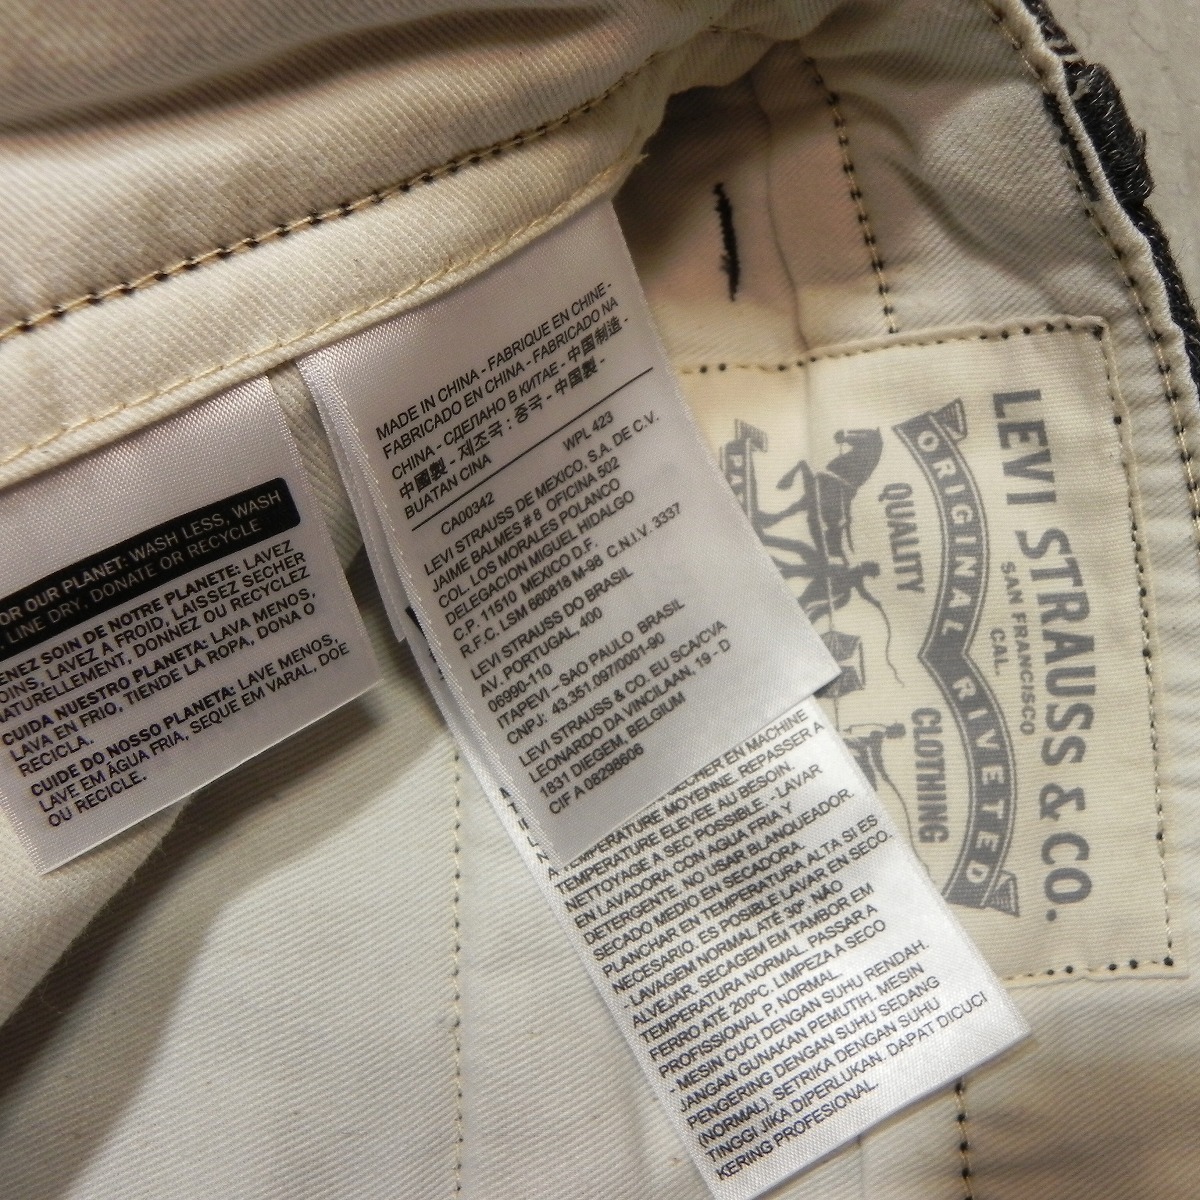 FOR OUR PLANET: WASH LESS, WASH
LINE DRY, DONATE OR RECYCLE
ENEZ SOIN DE NOTRE PLANETE: LAVEZ
OINS, LAVEZ A FROID, LAISSEZ SECHER
NATURELLEMENT, DONNEZ OU RECYCLEZ
CUIDA NUESTRO PLANETA: LAVA MENOS,
LAVA EN FRIO, TIENDE LA ROPA, DONA O
RECICLA.
CUIDE DO NOSSO PLANETA: LAVE MENOS,
LAVE EM ÁGUA FRIA, SEQUE EM VARAL, DOE
OU RECICLE.
MADE IN CHINA - FABRIQUE EN CHINE -
FABRICADO EN CHINA - FABRICADO NA
CHINA - СДЕЛАНО В КИТАЕ - 中国制造 -
中國製 - 제조국 : 중국 - 中国製 -
BUATAN CINA
CA00342 WPL 423
LEVI STRAUSS DE MEXICO, S.A. DE C.V.
JAIME BALMES # 8 OFICINA 502
COL. LOS MORALES POLANCO
DELEGACION MIGUEL HIDALGO
C.P. 11510 MEXICO D.F.
R.F.C. LSM 660818 M-98 C.N.I.V. 3337
LEVI STRAUSS DO BRASIL
AV. PORTUGAL, 400
06990-110
ITAPEVI - SAO PAULO BRASIL
CNPJ: 43.351.097/0001-90
LEVI STRAUSS & CO. EU SCA/CVA
LEONARDO DA VINCILAAN, 19 - D
1831 DIEGEM, BELGIUM
CIF A 08298606
SECHER EN MACHINE
A TEMPERATURE MOYENNE. REPASSER A
TEMPERATURE ELEVEE AU BESOIN.
NETTOYAGE A SEC POSSIBLE. - LAVAR
EN LAVADORA CON AGUA FRIA Y
DETERGENTE. NO USAR BLANQUEADOR.
SECADO MEDIO EN SECADORA
PLANCHAR EN TEMPERATURA ALTA SI ES
NECESARIO. ES POSIBLE LAVAR EN SECO.
- LAVAGEM NORMAL ATÉ 30º. NÃO
ALVEJAR. SECAGEM EM TAMBOR EM
TEMPERATURA NORMAL. PASSAR A
FERRO ATÉ 200ºC. LIMPEZA A SECO
PROFISSIONAL P, NORMAL
- MESIN CUCI DENGAN SUHU RENDAH.
JANGAN GUNAKAN PEMUTIH. MESIN
PENGERING DENGAN SUHU SEDANG
(NORMAL). SETRIKA DENGAN SUHU
TINGGI JIKA DIPERLUKAN. DAPAT DICUCI
KERING PROFESIONAL.
LEVI STRAUSS & CO.
SAN FRANCISCO
CAL.
ORIGINAL RIVETED
QUALITY CLOTHING